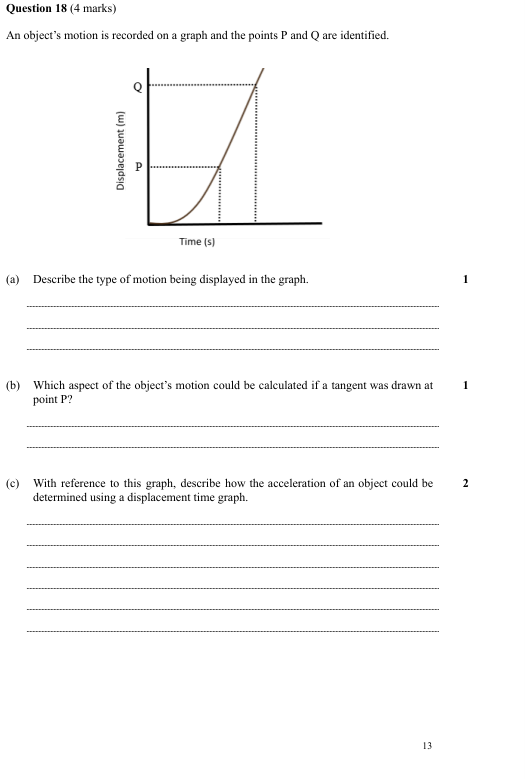 Question 18 (4 marks)
An object's motion is recorded on a graph and the points P and Q are identified.
Q
Displacement (m)
P
Time (s)
(a) Describe the type of motion being displayed in the graph. 1
(b) Which aspect of the object's motion could be calculated if a tangent was drawn at 1
point P?
(c) With reference to this graph, describe how the acceleration of an object could be 2
determined using a displacement time graph.
13